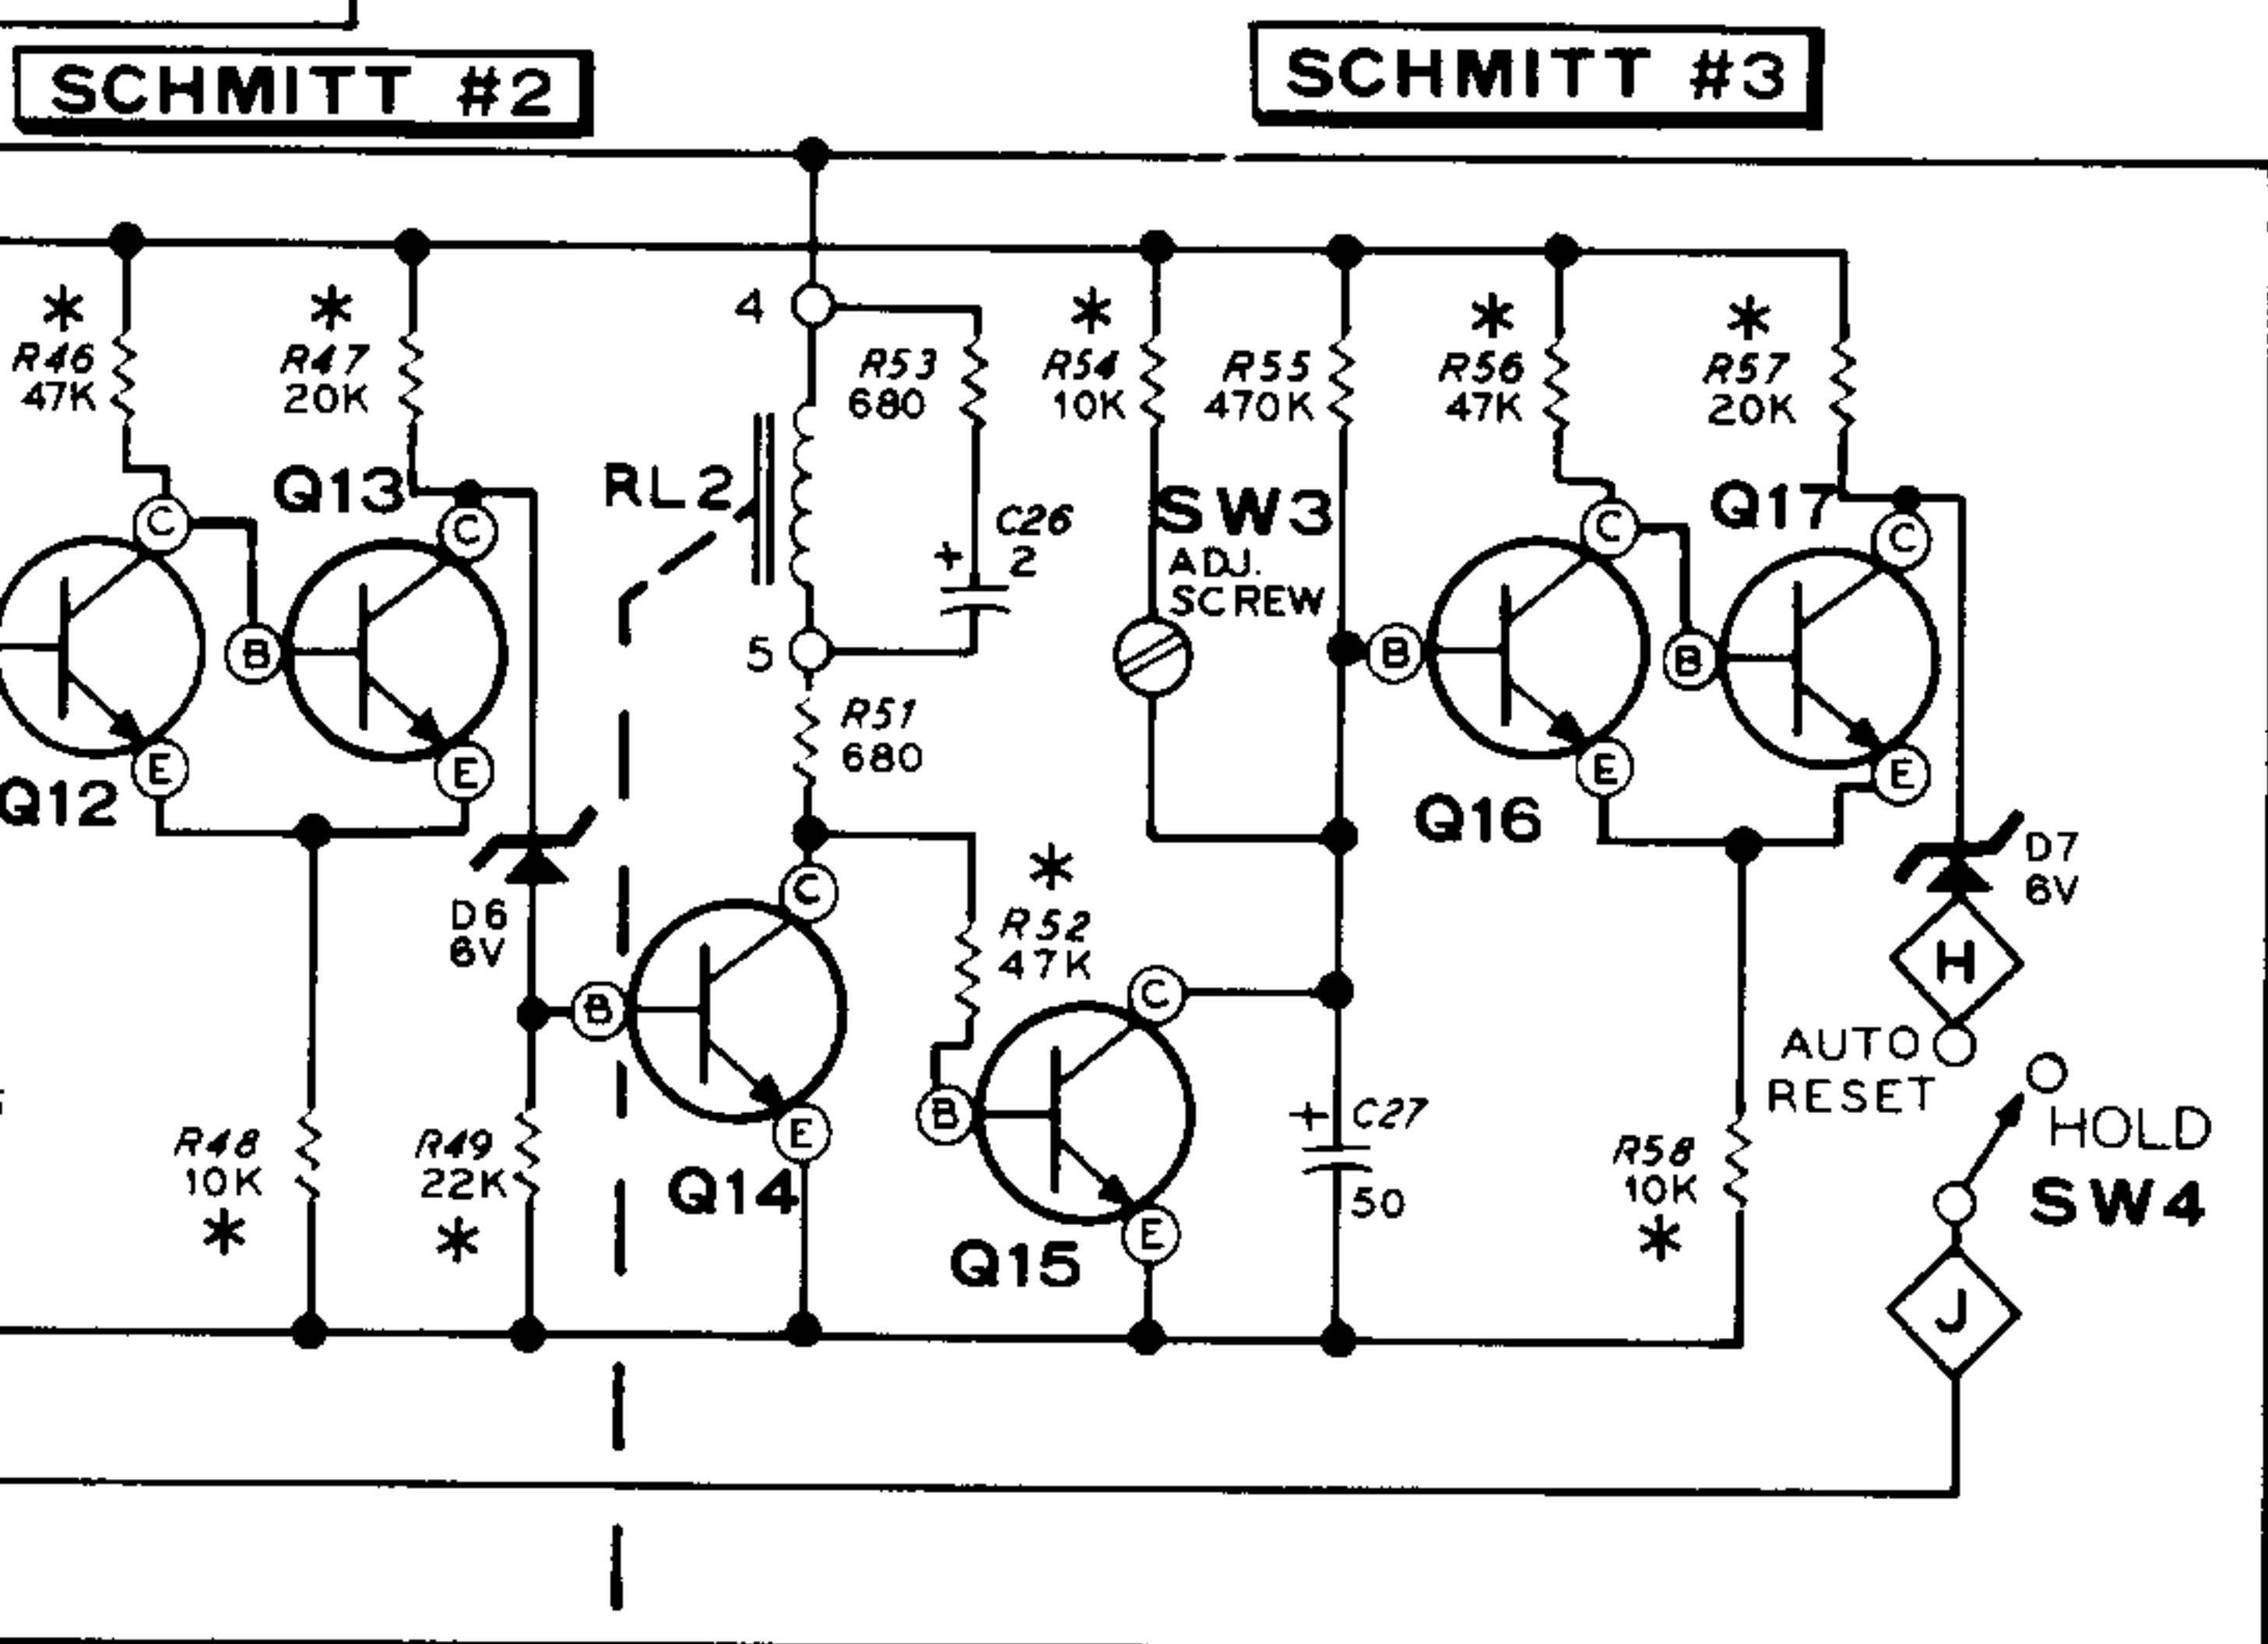 SCHMITT #2
SCHMITT #3
*
R46
47K
*
R47
20K
4
R53
680
*
R54
10K
R55
470K
*
R56
47K
*
R57
20K
Q13
C
C
RL2
C26
+ 2
SW3
ADJ.
SCREW
C
Q17
C
B
5
B
B
R51
680
E
E
Q12
E
E
Q16
D7
6V
C
*
D6
6V
R52
47K
H
B
C
AUTO
RESET
B
E
+ C27
50
HOLD
SW4
R48
10K
*
R49
22K
*
Q14
E
Q15
R58
10K
*
J